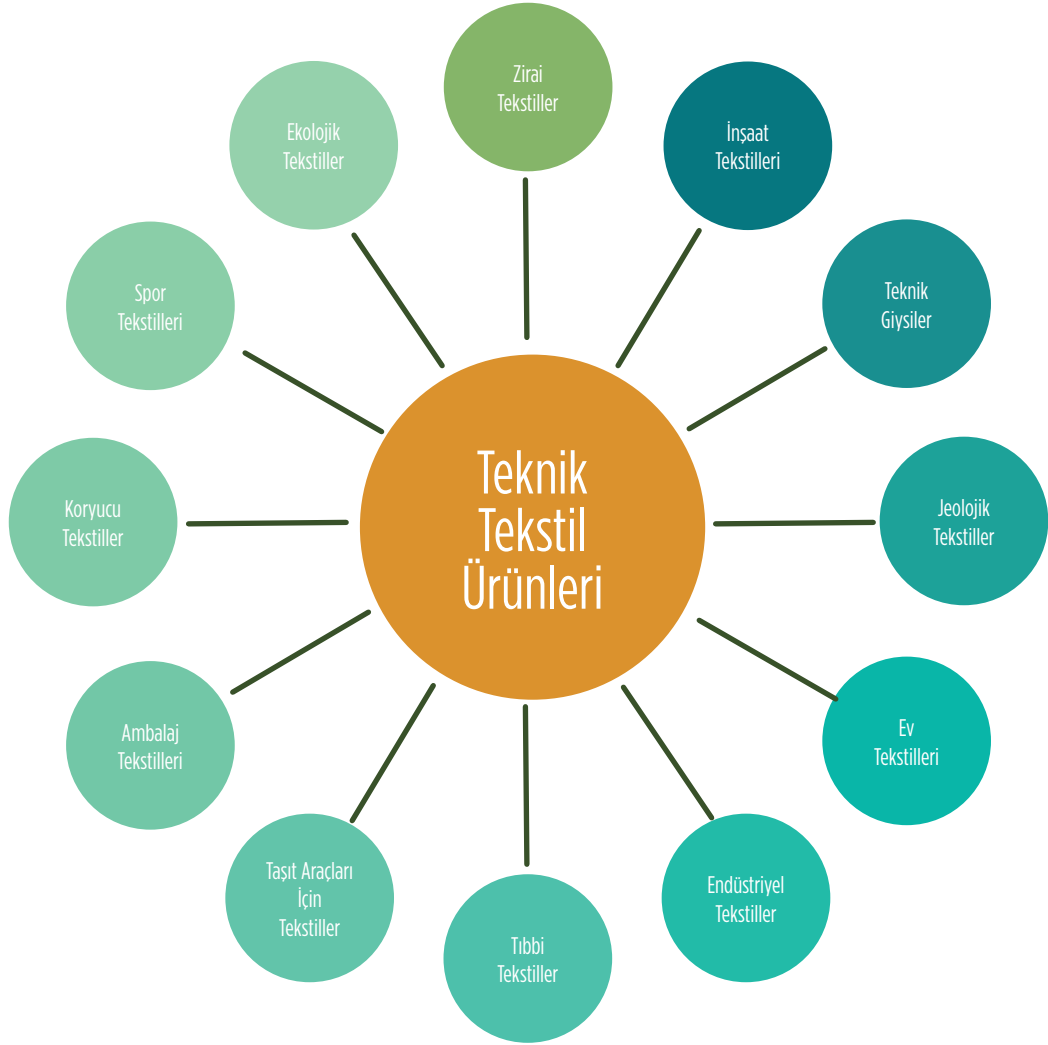 Zirai
Tekstiller
İnşaat
Tekstilleri
Teknik
Giysiler
Jeolojik
Tekstiller
Ev
Tekstilleri
Endüstriyel
Tekstiller
Tıbbi
Tekstiller
Taşıt Araçları
İçin
Tekstiller
Ambalaj
Tekstilleri
Koryucu
Tekstiller
Spor
Tekstilleri
Ekolojik
Tekstiller
Teknik
Tekstil
Ürünleri